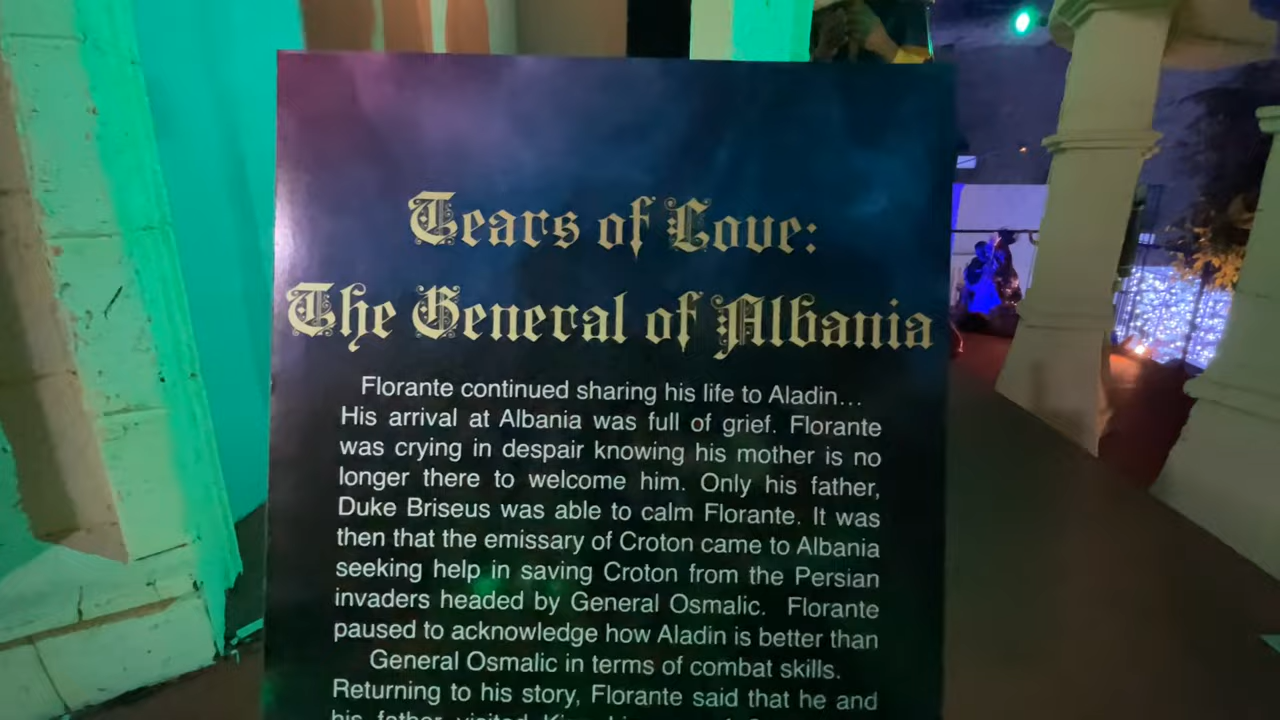 Tears of Love:
The General of Albania
Florante continued sharing his life to Aladin...
His arrival at Albania was full of grief. Florante
was crying in despair knowing his mother is no
longer there to welcome him. Only his father,
Duke Briseus was able to calm Florante. It was
then that the emissary of Croton came to Albania
seeking help in saving Croton from the Persian
invaders headed by General Osmalic. Florante
paused to acknowledge how Aladin is better than
General Osmalic in terms of combat skills.
Returning to his story, Florante said that he and
his father visited